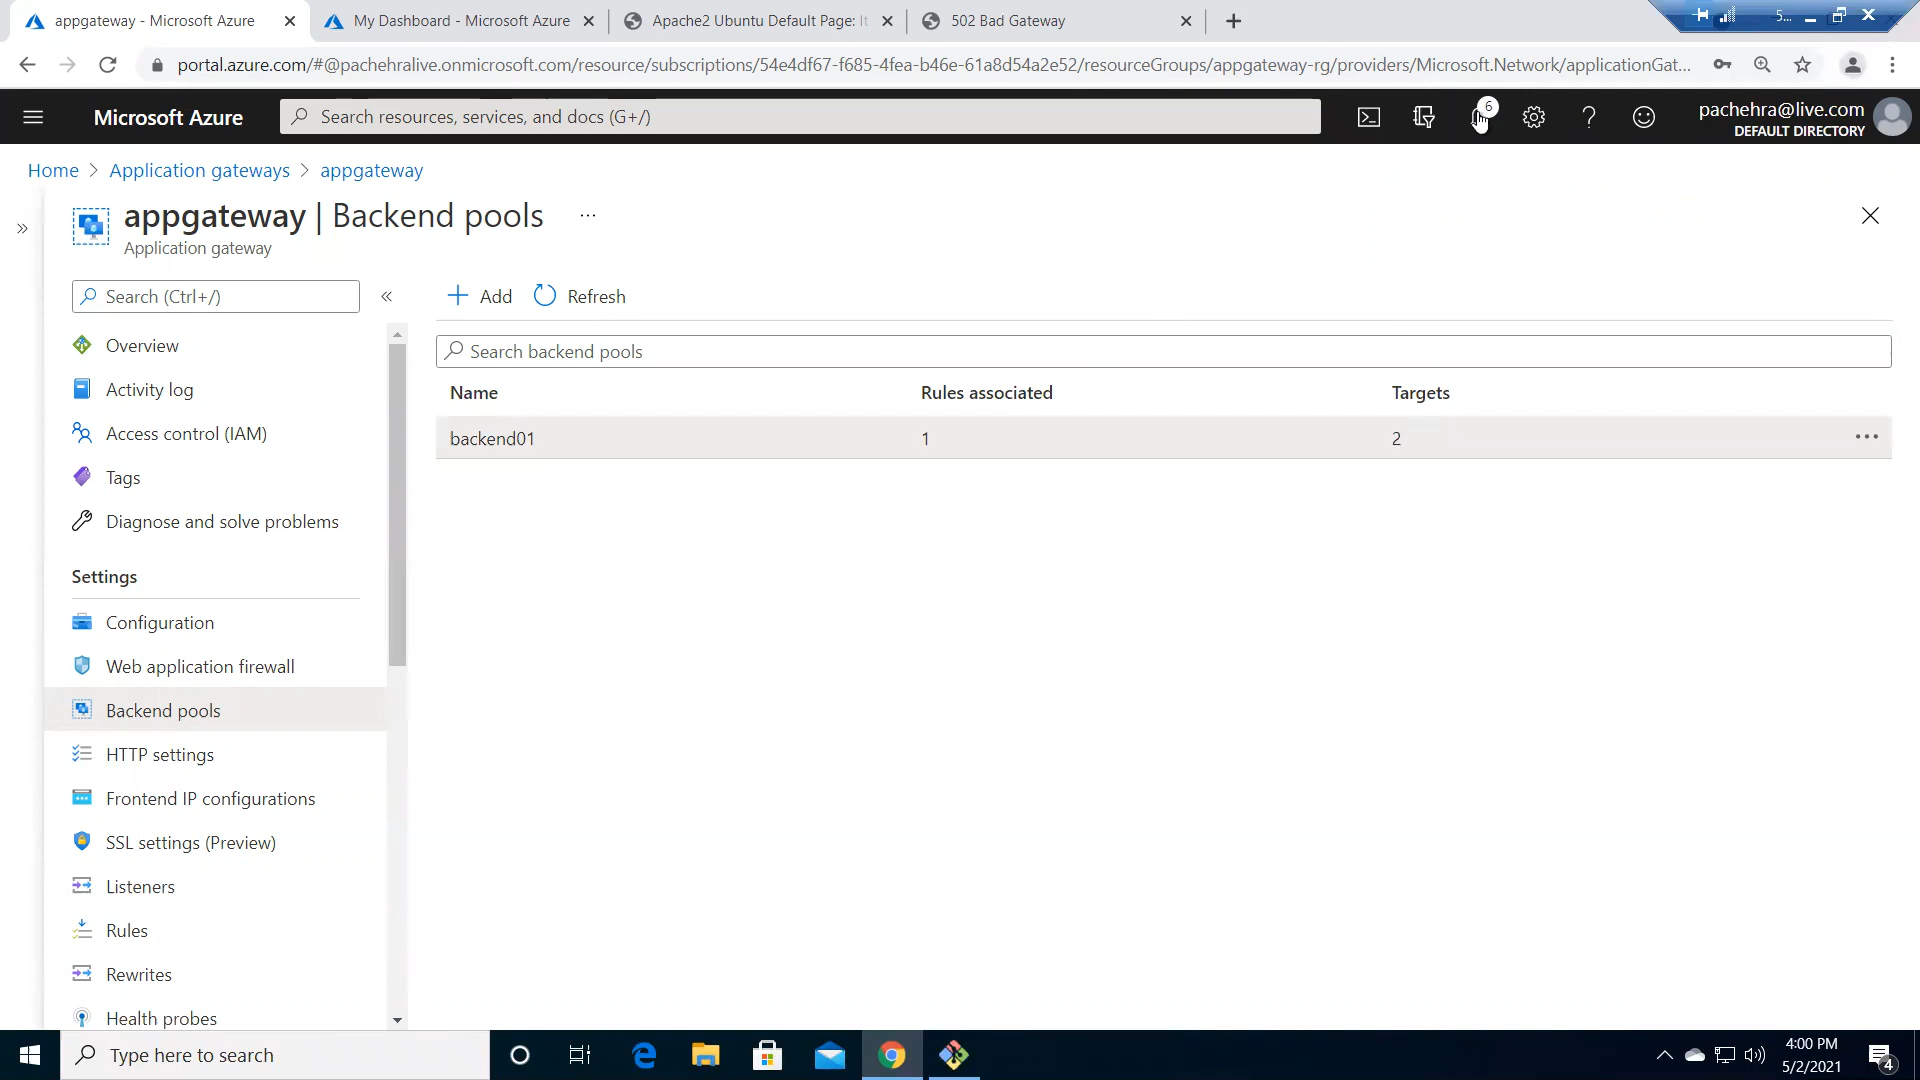 appgateway - Microsoft Azure
My Dashboard - Microsoft Azure
Apache2 Ubuntu Default Page: It
502 Bad Gateway
5...
portal.azure.com/#@pachehralive.onmicrosoft.com/resource/subscriptions/54e4df67-f685-4fea-b46e-61a8d54a2e52/resourceGroups/appgateway-rg/providers/Microsoft.Network/applicationGat...
Microsoft Azure
Search resources, services, and docs (G+/)
6
pachehra@live.com
DEFAULT DIRECTORY
Home > Application gateways > appgateway
appgateway | Backend pools ...
Application gateway
Search (Ctrl+/)
Add
Refresh
Search backend pools
Name Rules associated Targets
backend01 1 2
Overview
Activity log
Access control (IAM)
Tags
Diagnose and solve problems
Settings
Configuration
Web application firewall
Backend pools
HTTP settings
Frontend IP configurations
SSL settings (Preview)
Listeners
Rules
Rewrites
Health probes
Type here to search
4:00 PM
5/2/2021
4